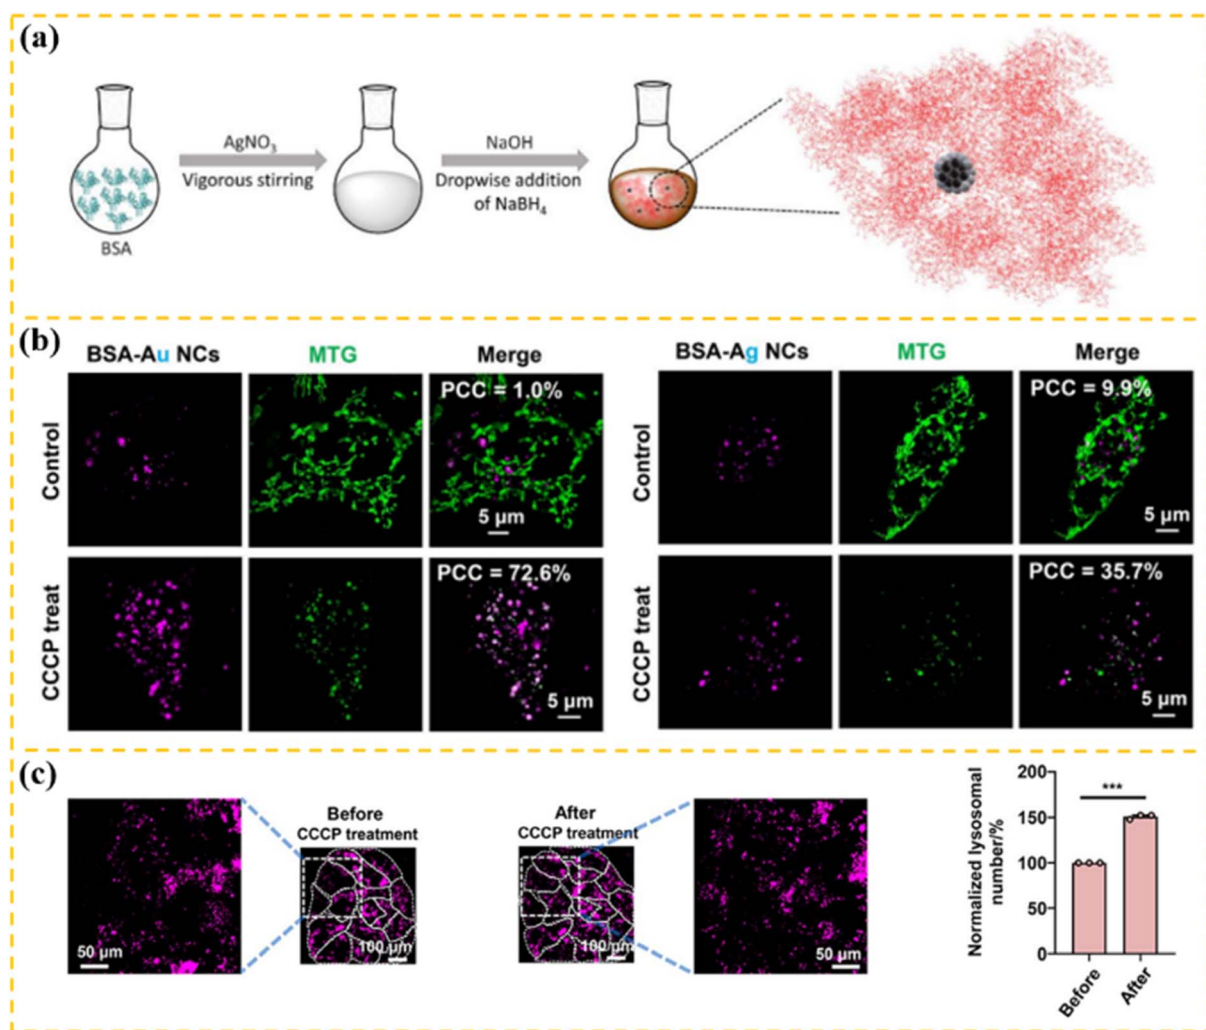 (a)
AgNO₃
Vigorous stirring
NaOH
Dropwise addition
of NaBH₄
BSA
(b)
BSA-Au NCs
MTG
Merge
BSA-Ag NCs
MTG
Merge
Control
PCC = 1.0%
5 μm
Control
PCC = 9.9%
5 μm
CCCP treat
PCC = 72.6%
5 μm
CCCP treat
PCC = 35.7%
5 μm
(c)
50 μm
Before
CCCP treatment
100 μm
After
CCCP treatment
100 μm
50 μm
Normalized lysosomal
number/%
200
150
100
50
0
***
Before
After